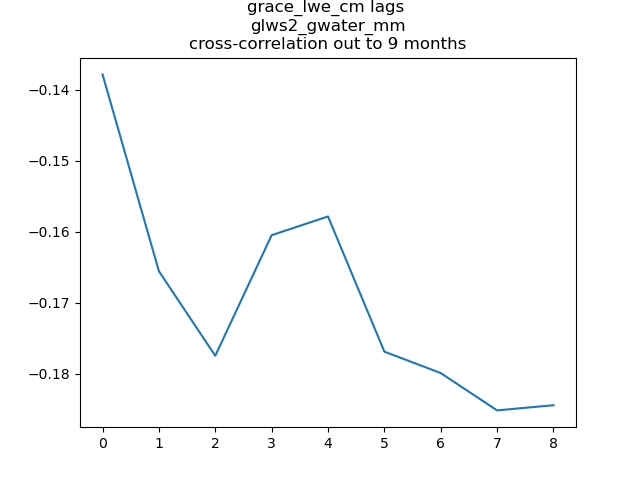 grace_lwe_cm lags
glws2_gwater_mm
cross-correlation out to 9 months
−0.14
−0.15
−0.16
−0.17
−0.18
0 1 2 3 4 5 6 7 8